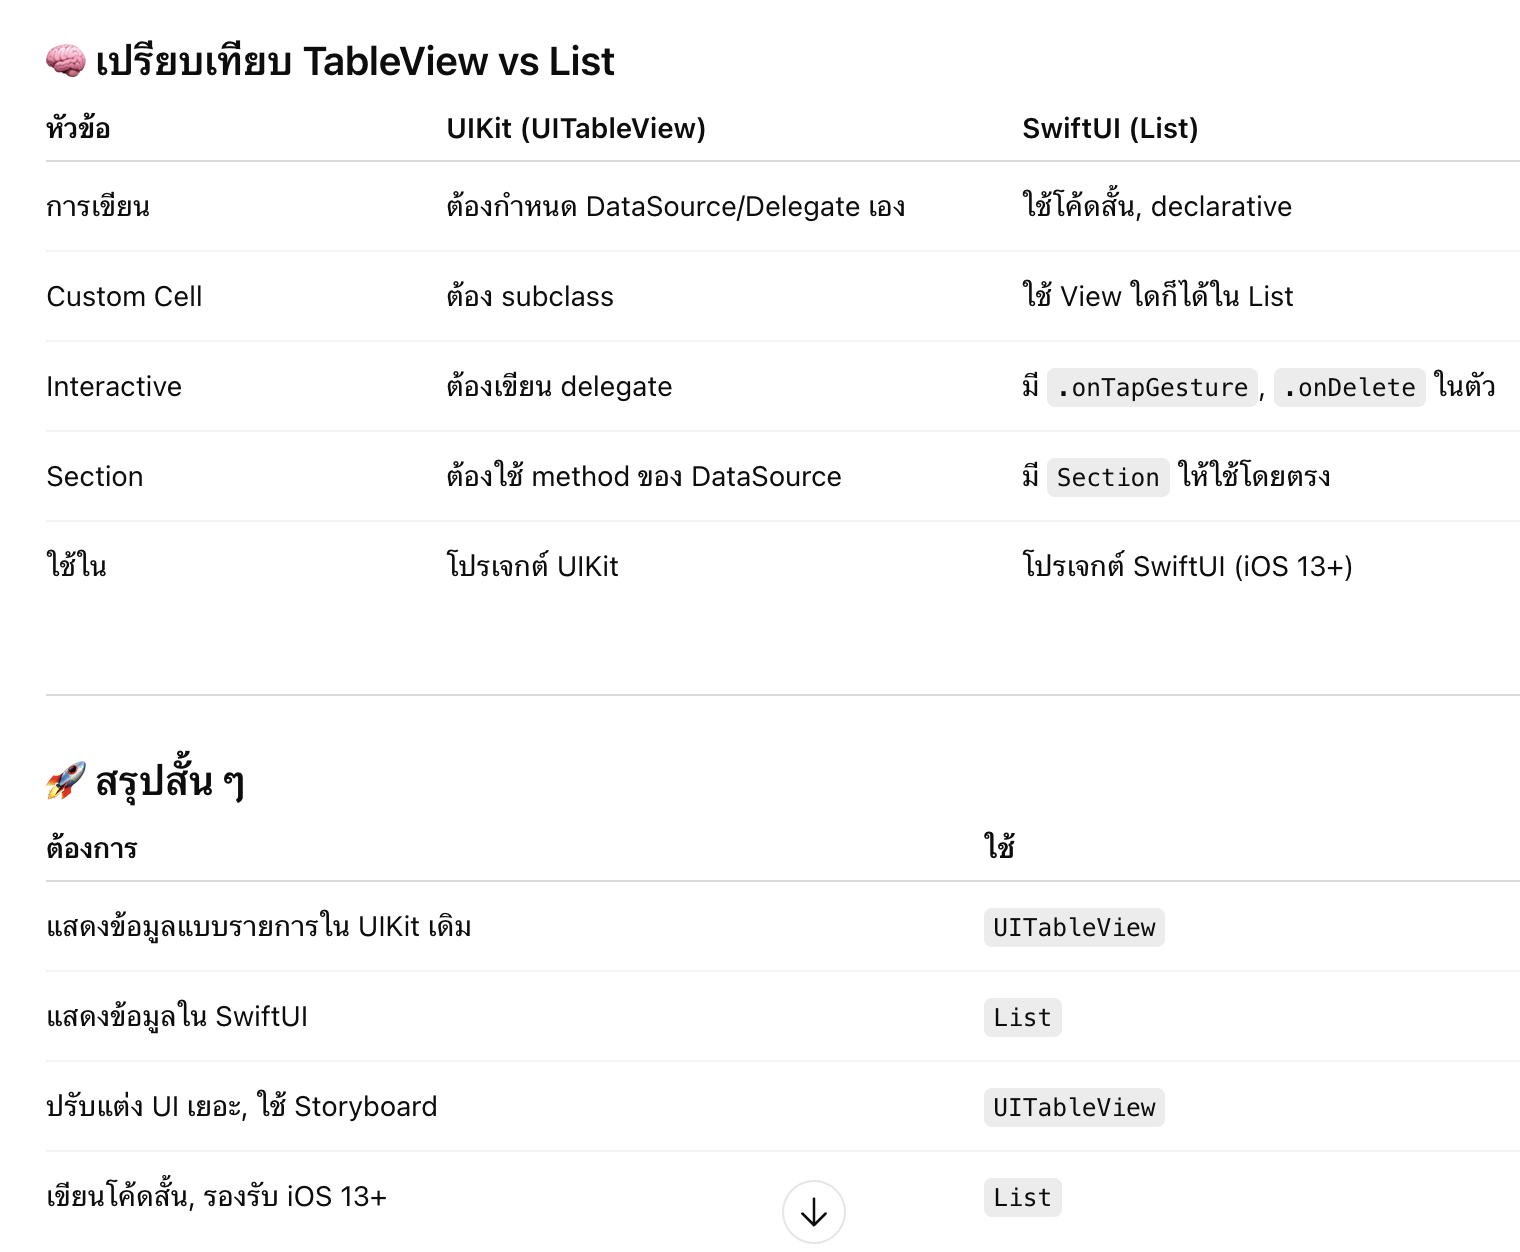 🧠 เปรียบเทียบ TableView vs List
หัวข้อ UIKit (UITableView) SwiftUI (List)
การเขียน ต้องกำหนด DataSource/Delegate เอง ใช้โค้ดสั้น, declarative
Custom Cell ต้อง subclass ใช้ View ใดก็ได้ใน List
Interactive ต้องเขียน delegate มี .onTapGesture, .onDelete ในตัว
Section ต้องใช้ method ของ DataSource มี Section ให้ใช้โดยตรง
ใช้ใน โปรเจกต์ UIKit โปรเจกต์ SwiftUI (iOS 13+)
🚀 สรุปสั้น ๆ
ต้องการ ใช้
แสดงข้อมูลแบบรายการใน UIKit เดิม UITableView
แสดงข้อมูลใน SwiftUI List
ปรับแต่ง UI เยอะ, ใช้ Storyboard UITableView
เขียนโค้ดสั้น, รองรับ iOS 13+ List